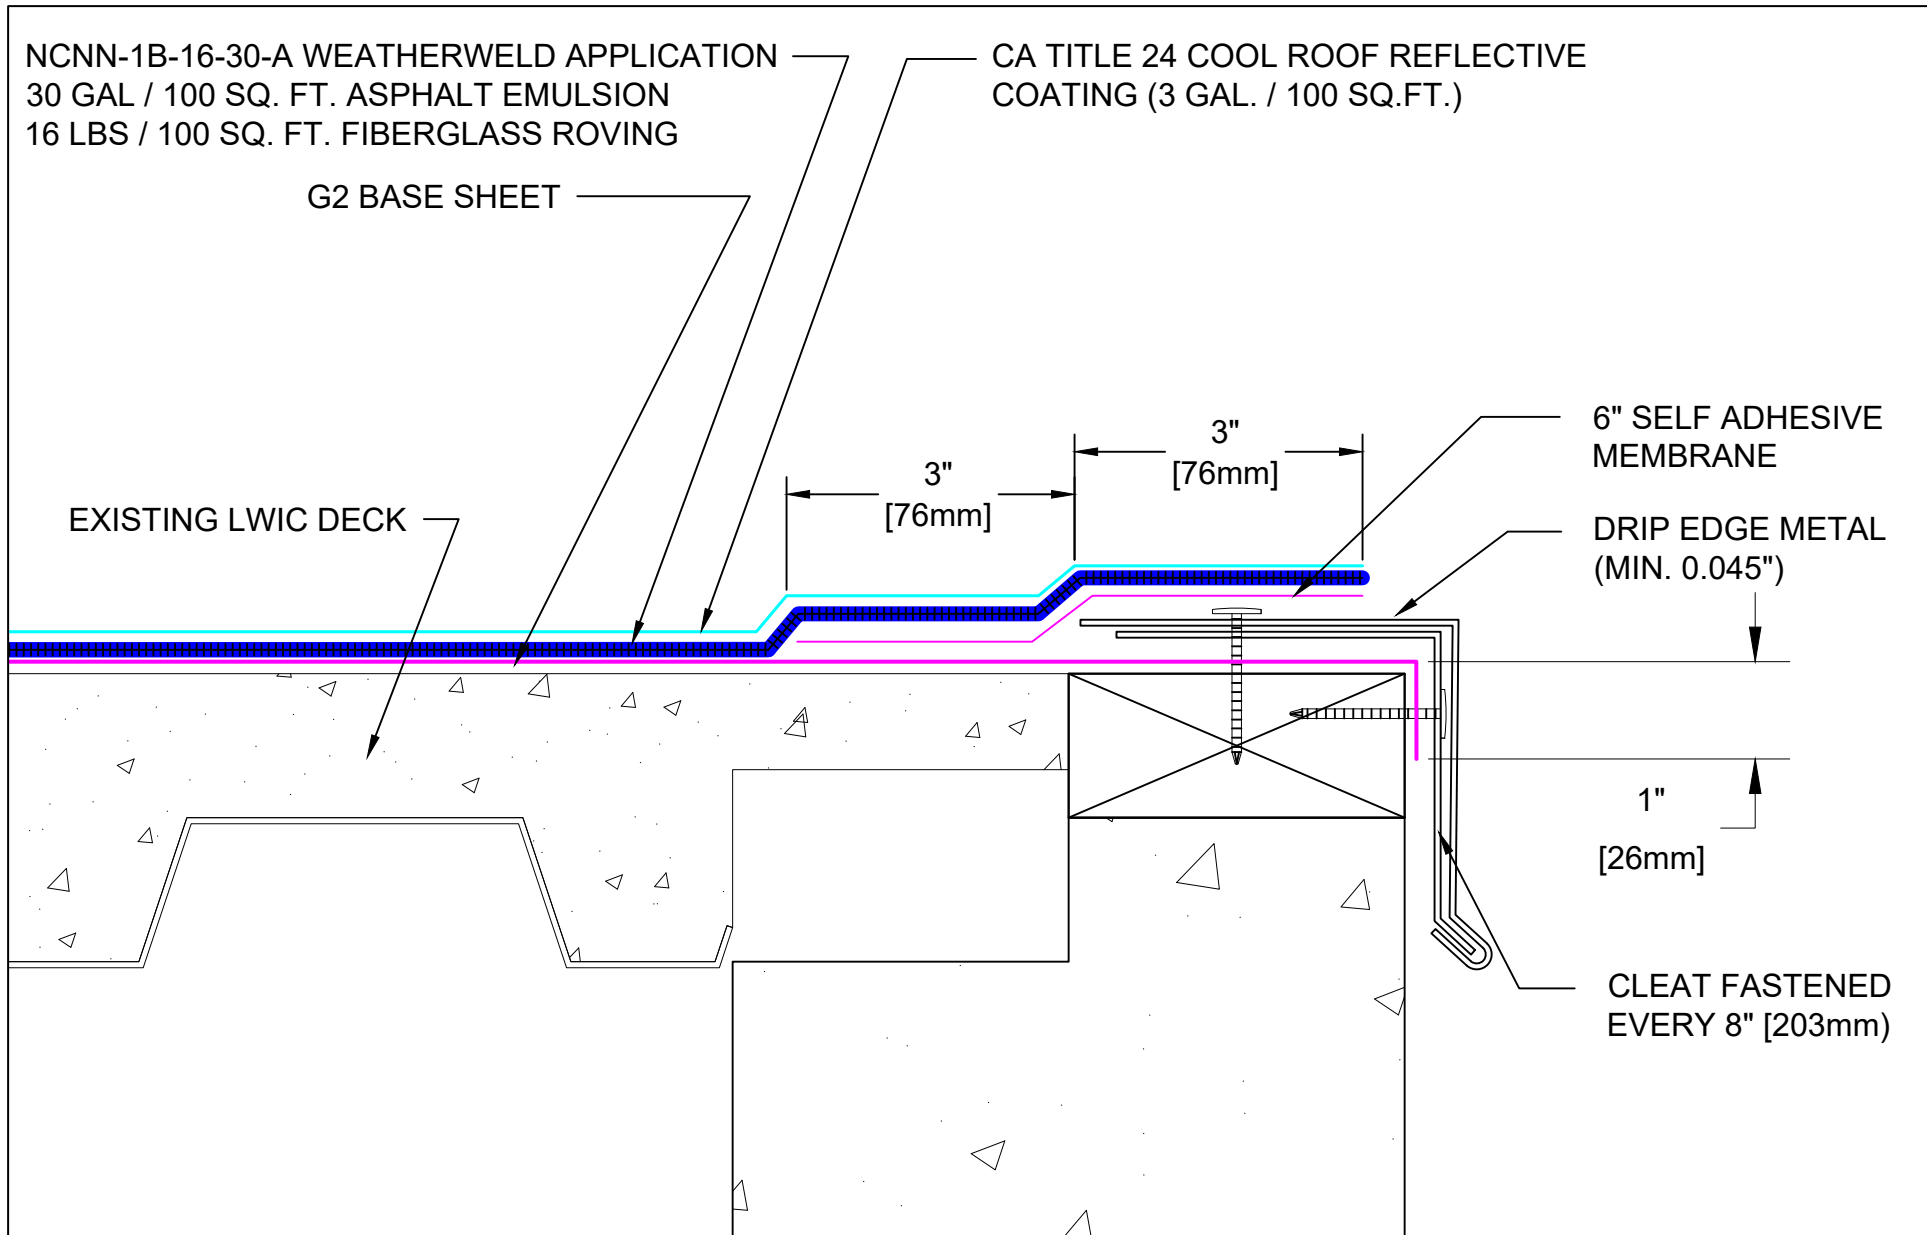 NCNN-1B-16-30-A WEATHERWELD APPLICATION
30 GAL / 100 SQ. FT. ASPHALT EMULSION
16 LBS / 100 SQ. FT. FIBERGLASS ROVING
CA TITLE 24 COOL ROOF REFLECTIVE
COATING (3 GAL. / 100 SQ.FT.)
G2 BASE SHEET
6" SELF ADHESIVE
MEMBRANE
3"
[76mm]
3"
[76mm]
EXISTING LWIC DECK
DRIP EDGE METAL
(MIN. 0.045")
1"
[26mm]
CLEAT FASTENED
EVERY 8" [203mm)